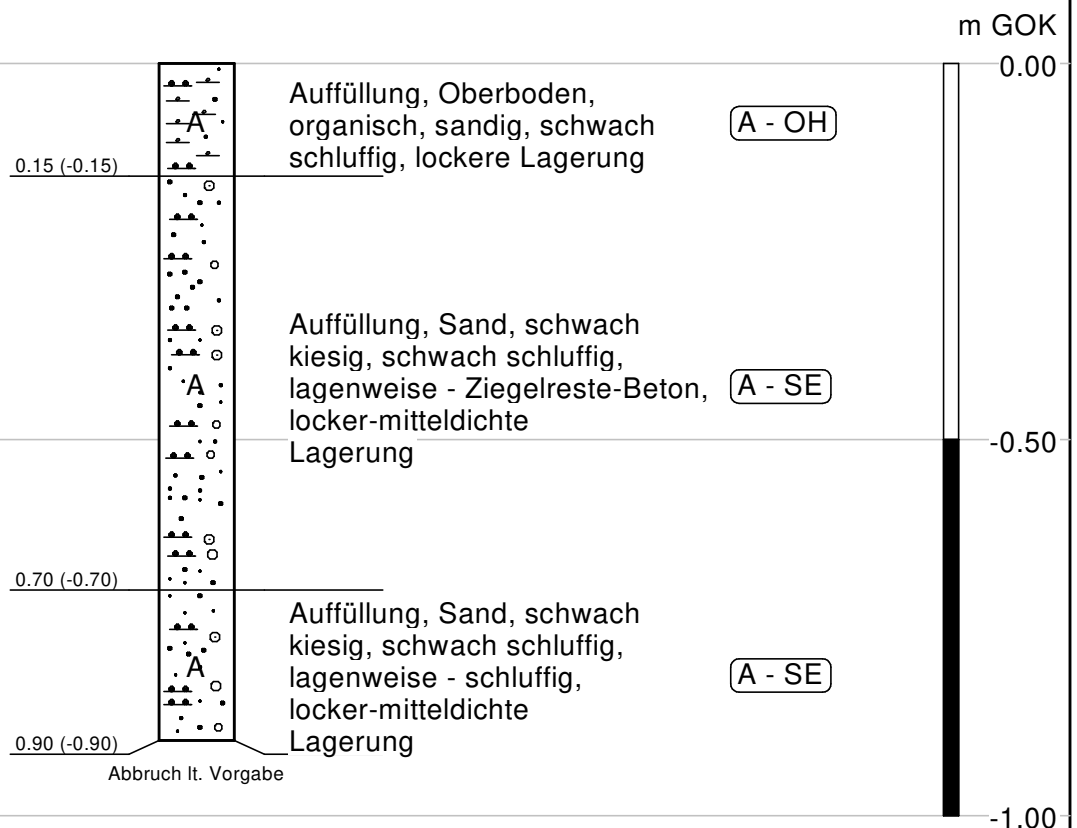 m GOK
0.00
Auffüllung, Oberboden,
organisch, sandig, schwach
schluffig, lockere Lagerung
A - OH
A
0.15 (-0.15)
Auffüllung, Sand, schwach
kiesig, schwach schluffig,
lagenweise - Ziegelreste-Beton,
locker-mitteldichte
Lagerung
A - SE
A
-0.50
0.70 (-0.70)
Auffüllung, Sand, schwach
kiesig, schwach schluffig,
lagenweise - schluffig,
locker-mitteldichte
Lagerung
A - SE
A
0.90 (-0.90)
Abbruch lt. Vorgabe
-1.00